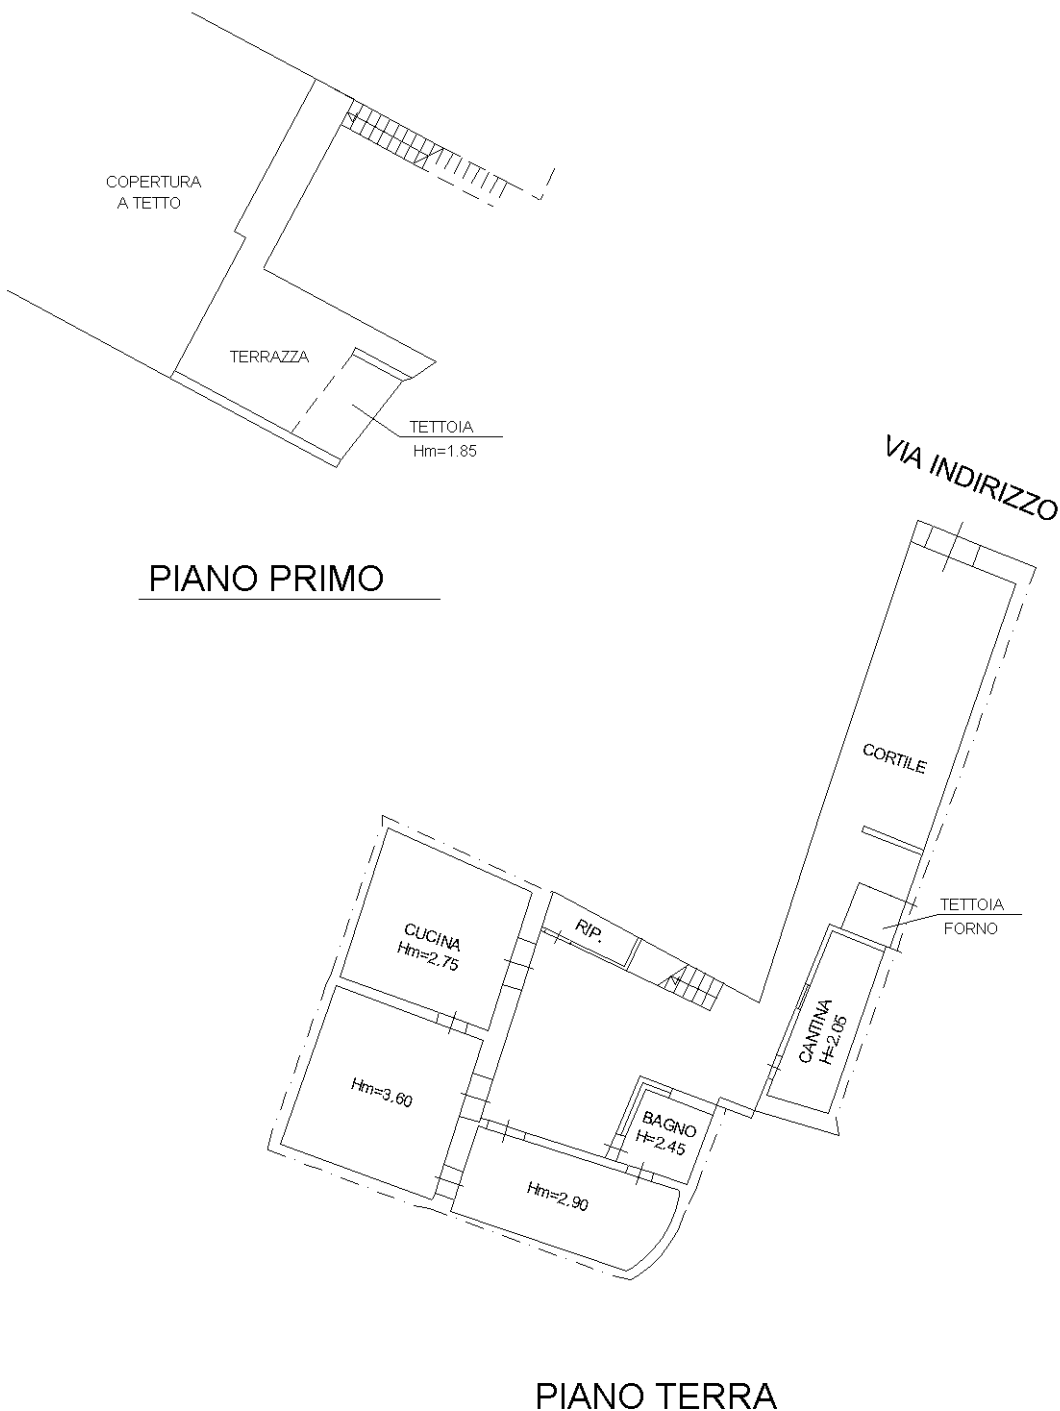 COPERTURA
A TETTO
TERRAZZA
TETTOIA
Hm=1.85
PIANO PRIMO
VIA INDIRIZZO
CORTILE
TETTOIA
FORNO
RIP.
CUCINA
Hm=2.75
CANTINA
H=2.05
Hm=3.60
BAGNO
H=2.45
Hm=2.90
PIANO TERRA